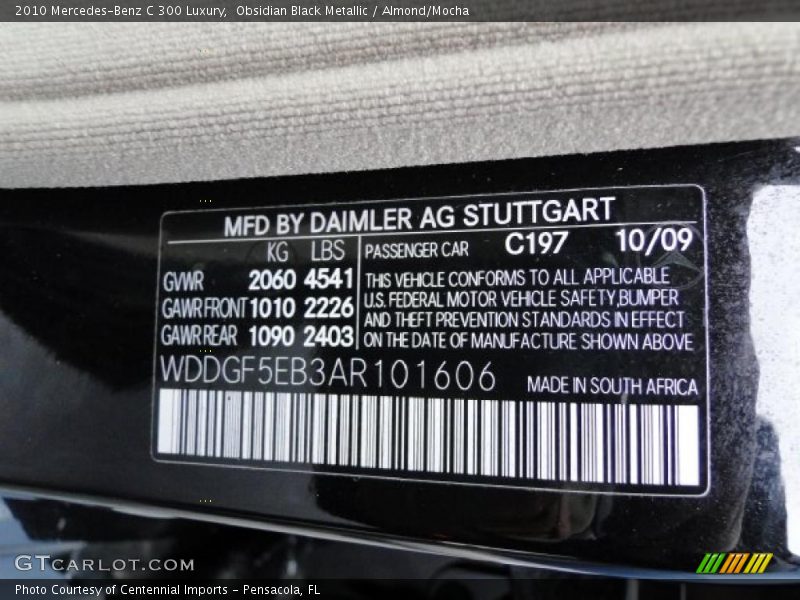 2010 Mercedes-Benz C 300 Luxury,  Obsidian Black Metallic / Almond/Mocha
MFD BY DAIMLER AG STUTTGART
KG LBS
GVWR 2060 4541
GAWR FRONT 1010 2226
GAWR REAR 1090 2403
PASSENGER CAR C197 10/09
THIS VEHICLE CONFORMS TO ALL APPLICABLE
U.S. FEDERAL MOTOR VEHICLE SAFETY,BUMPER
AND THEFT PREVENTION STANDARDS IN EFFECT
ON THE DATE OF MANUFACTURE SHOWN ABOVE
WDDGF5EB3AR101606
MADE IN SOUTH AFRICA
GTCARLOT.COM
Photo Courtesy of Centennial Imports - Pensacola, FL